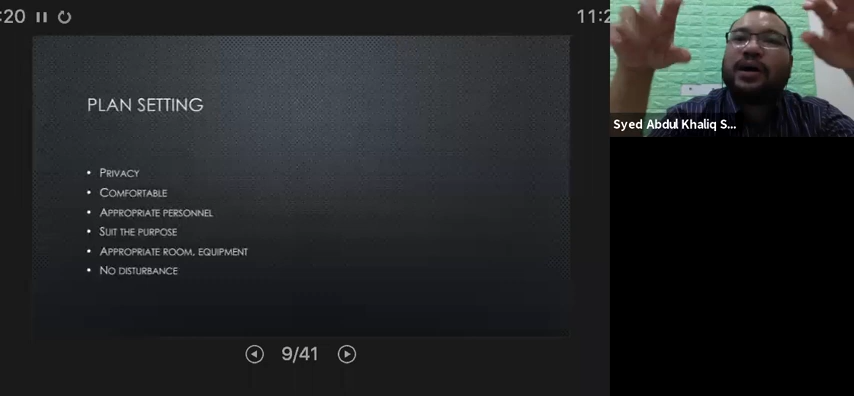 :20
11:2
PLAN SETTING
• PRIVACY
• COMFORTABLE
• APPROPRIATE PERSONNEL
• SUIT THE PURPOSE
• APPROPRIATE ROOM, EQUIPMENT
• NO DISTURBANCE
9/41
Syed Abdul Khaliq S...